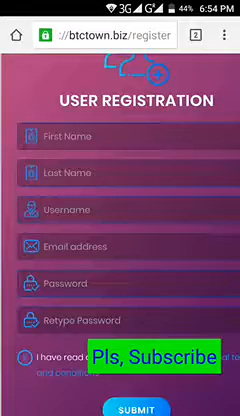 3G G 44% 6:54 PM
://btctown.biz/register
2
USER REGISTRATION
First Name
Last Name
Username
Email address
Password
Retype Password
I have read
Pls, Subscribe
and conditions
SUBMIT